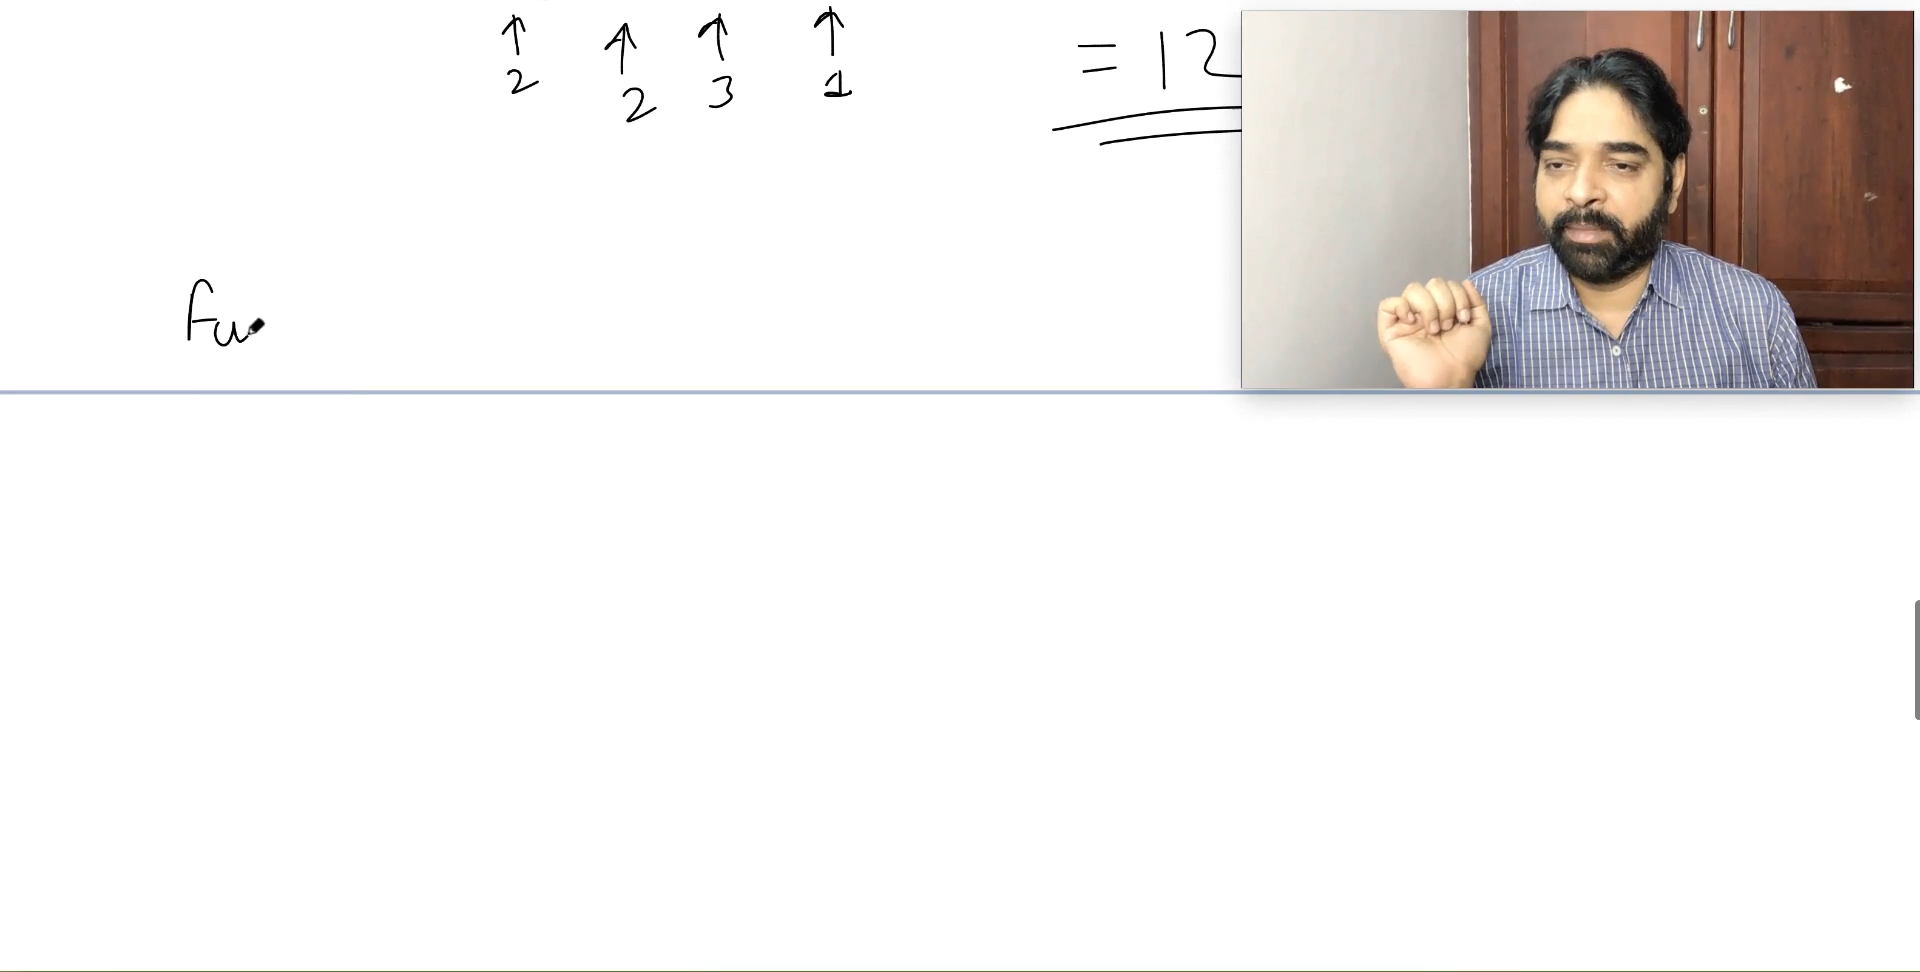 ↑ ↑ ↑ ↑
2 2 3 1 = 12
Fu